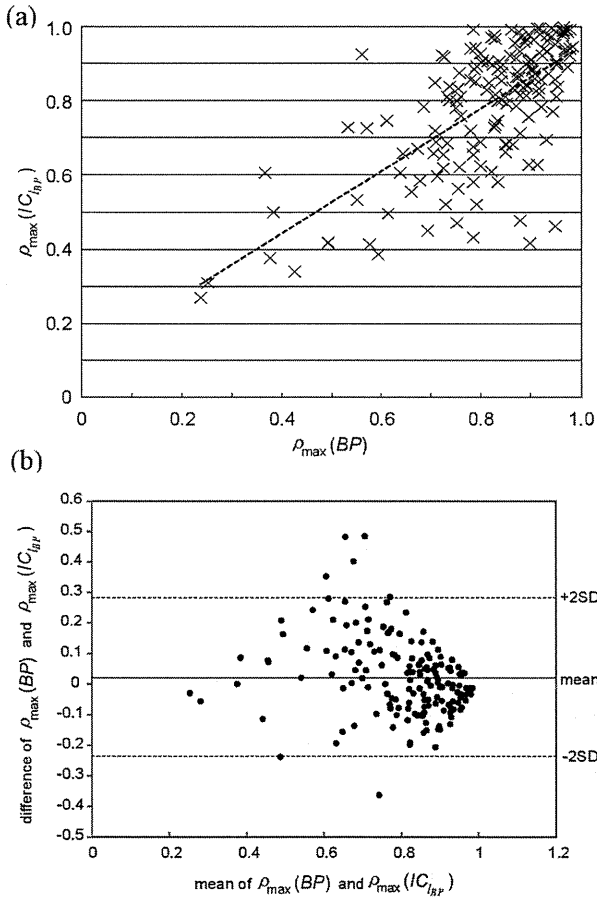 (a)
1.0
0.8
0.6
0.4
0.2
0
ρmax(IC_I_BP)
0 0.2 0.4 0.6 0.8 1.0
ρmax(BP)
(b)
0.6
0.5
0.4
0.3
0.2
0.1
0
-0.1
-0.2
-0.3
-0.4
-0.5
difference of ρmax(BP) and ρmax(IC_I_BP)
+2SD
mean
-2SD
0 0.2 0.4 0.6 0.8 1 1.2
mean of ρmax(BP) and ρmax(IC_I_BP)